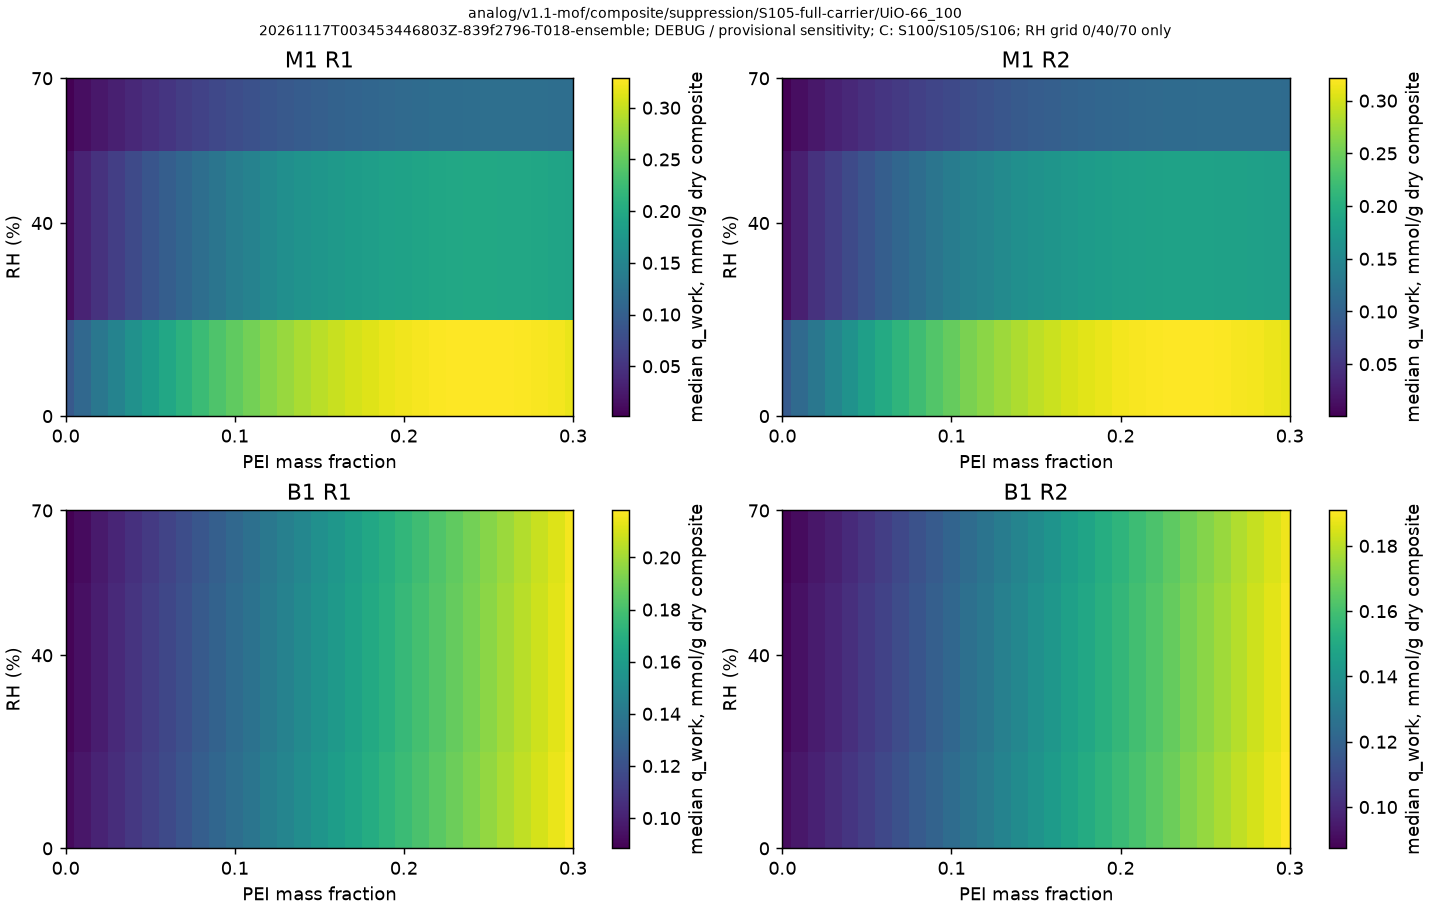 analog/v1.1-mof/composite/suppression/S105-full-carrier/UiO-66_100
20261117T003453446803Z-839f2796-T018-ensemble; DEBUG / provisional sensitivity; C: S100/S105/S106; RH grid 0/40/70 only
M1 R1
70
40
0
RH (%)
0.0
0.1
0.2
0.3
PEI mass fraction
0.30
0.25
0.20
0.15
0.10
0.05
median q_work, mmol/g dry composite
M1 R2
70
40
0
RH (%)
0.0
0.1
0.2
0.3
PEI mass fraction
0.30
0.25
0.20
0.15
0.10
0.05
median q_work, mmol/g dry composite
B1 R1
70
40
0
RH (%)
0.0
0.1
0.2
0.3
PEI mass fraction
0.20
0.18
0.16
0.14
0.12
0.10
median q_work, mmol/g dry composite
B1 R2
70
40
0
RH (%)
0.0
0.1
0.2
0.3
PEI mass fraction
0.18
0.16
0.14
0.12
0.10
median q_work, mmol/g dry composite